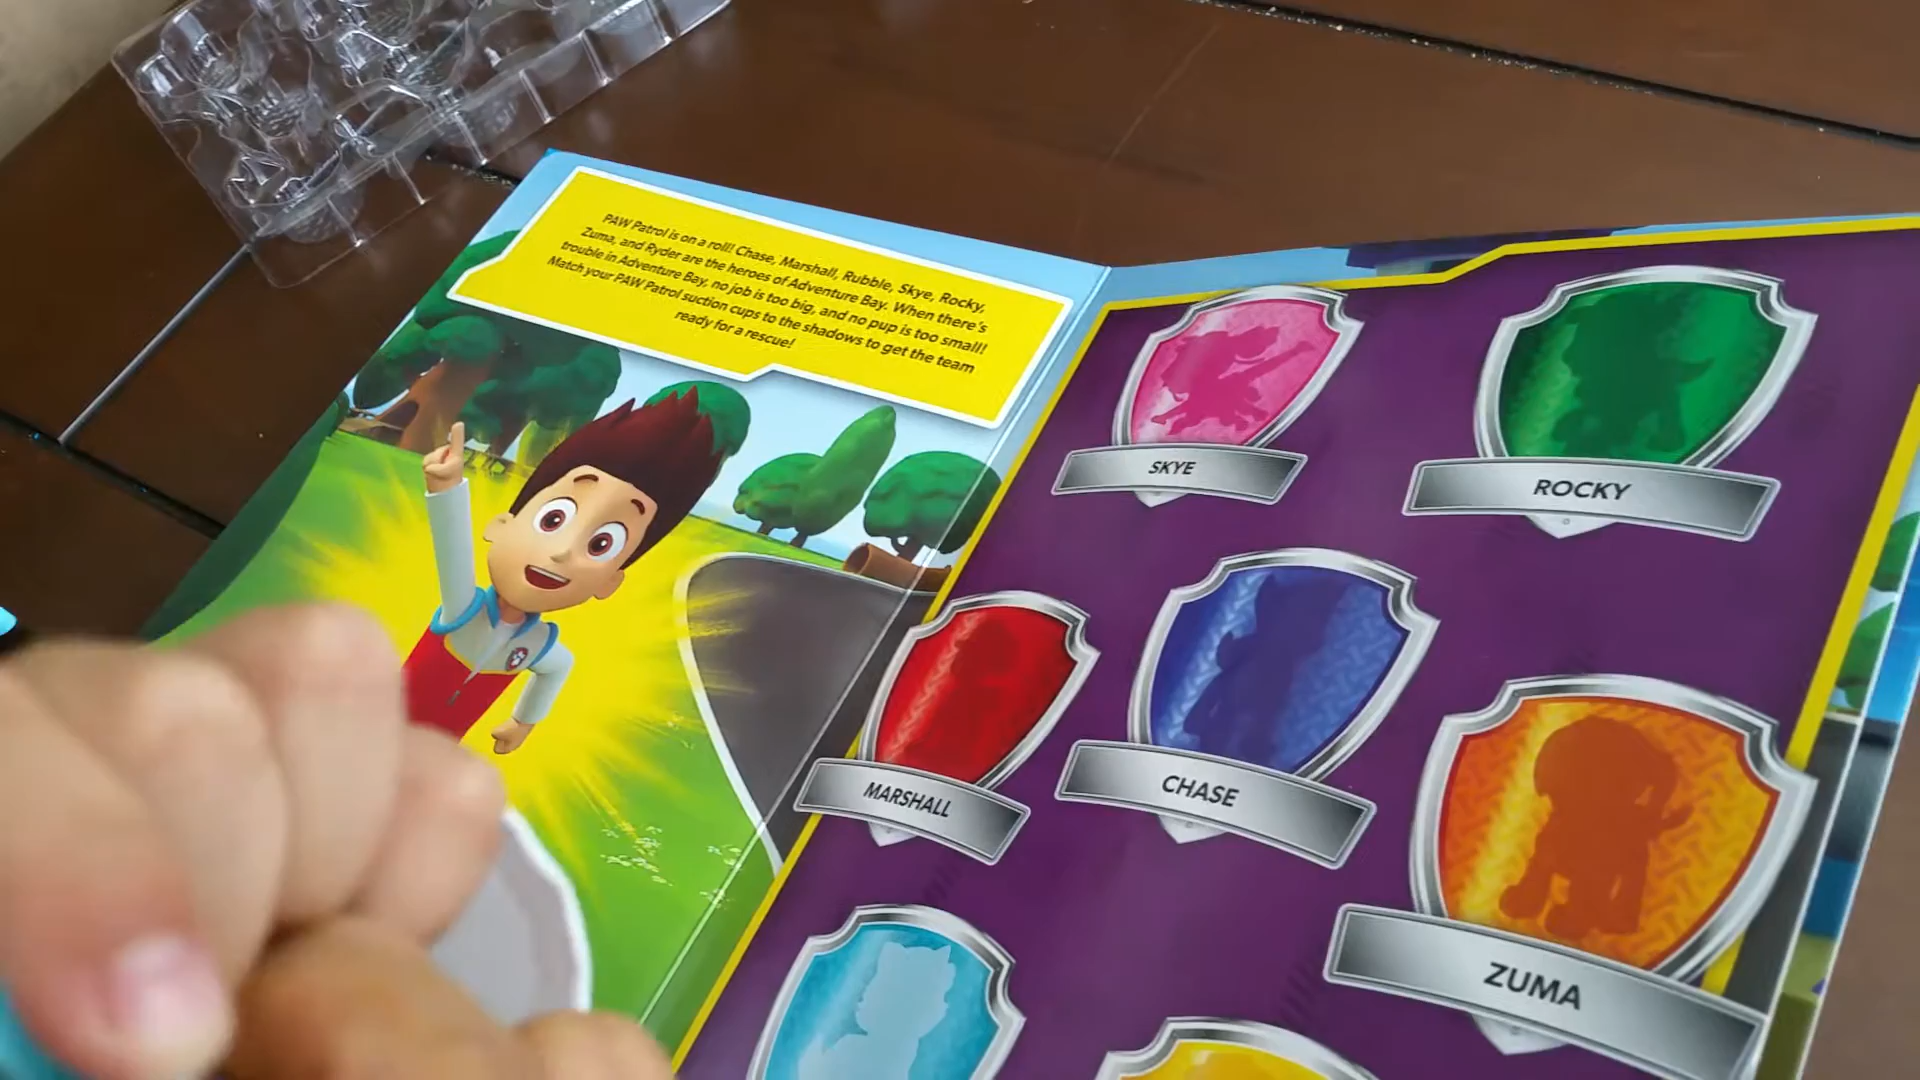 PAW Patrol is on a roll! Chase, Marshall, Rubble, Skye, Rocky,
Zuma, and Ryder are the heroes of Adventure Bay. When there's
trouble in Adventure Bay, no job is too big, and no pup is too small!
Match your PAW Patrol suction cups to the shadows to get the team
ready for a rescue!
SKYE
ROCKY
MARSHALL
CHASE
ZUMA